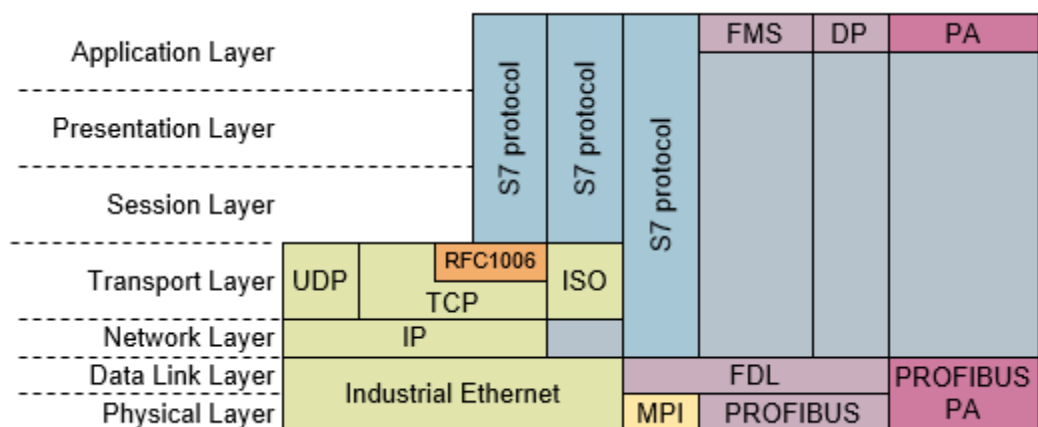 Application Layer
FMS
DP
PA
Presentation Layer
S7 protocol
S7 protocol
S7 protocol
Session Layer
Transport Layer
UDP
RFC1006
TCP
ISO
Network Layer
IP
Data Link Layer
Industrial Ethernet
FDL
PROFIBUS
PA
Physical Layer
MPI
PROFIBUS